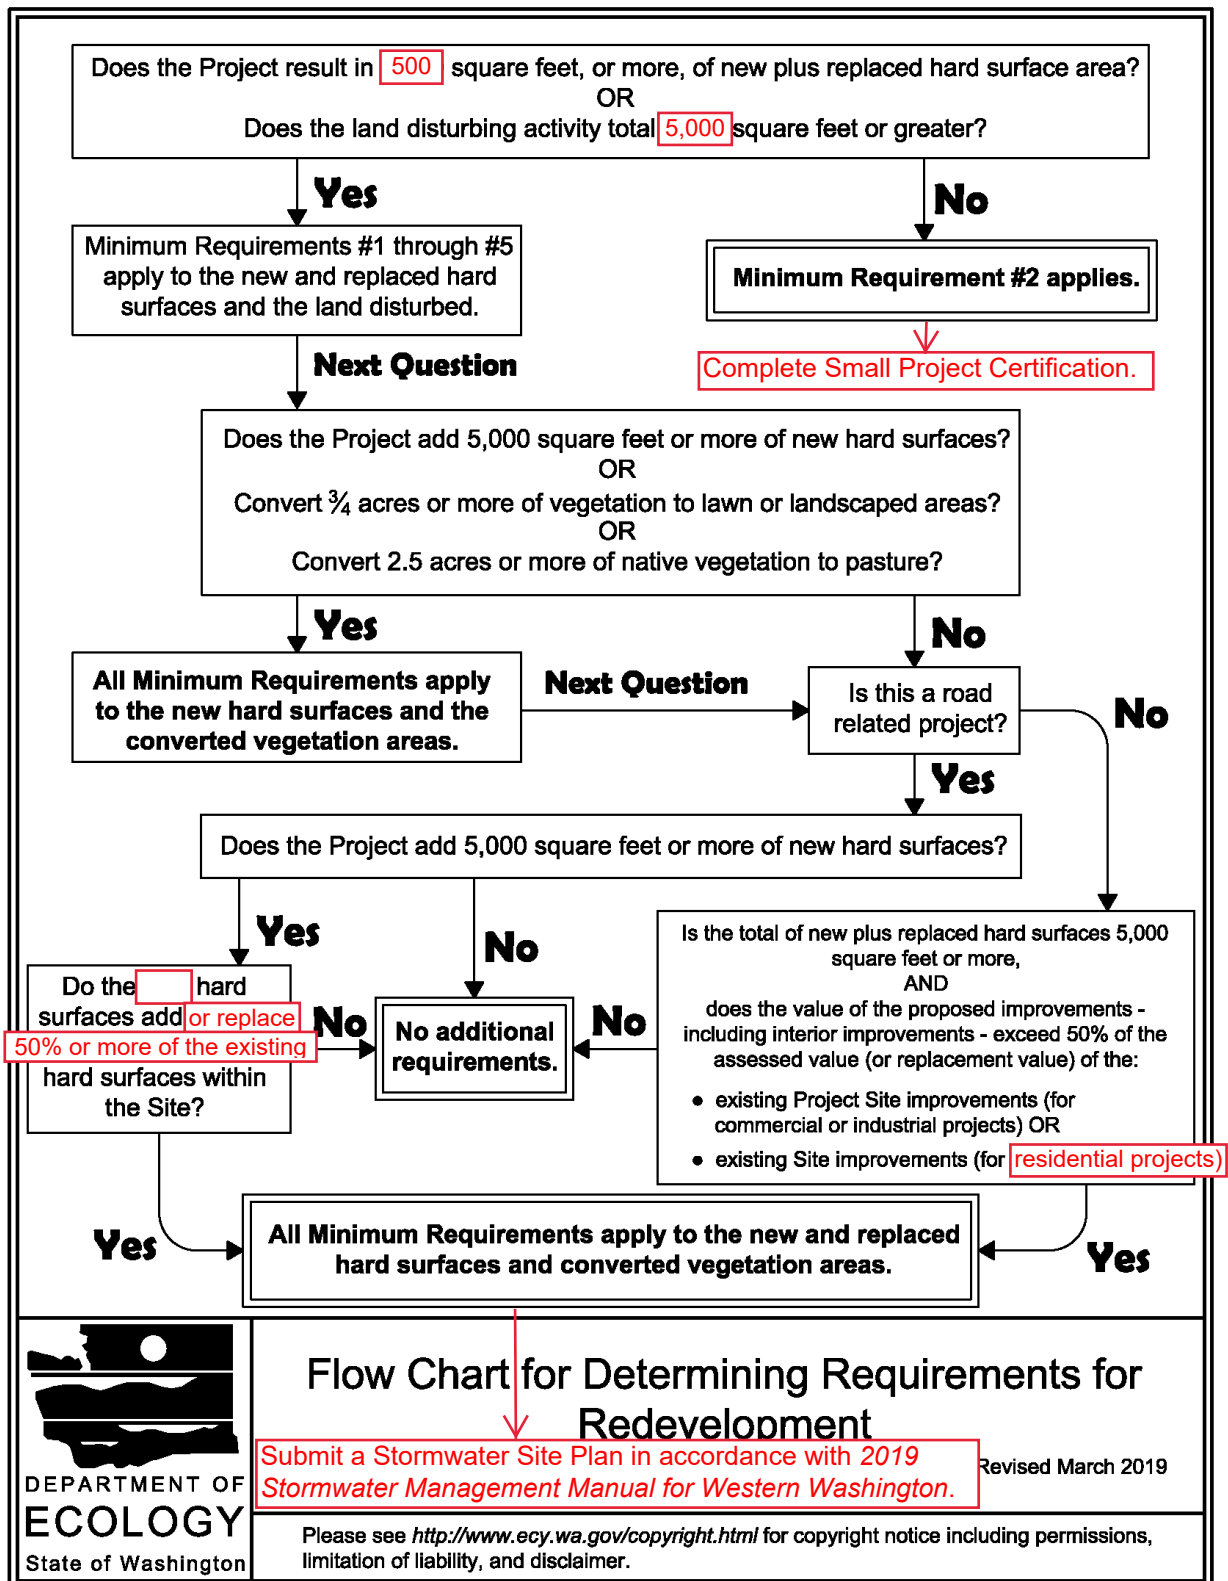 Does the Project result in 500 square feet, or more, of new plus replaced hard surface area?
OR
Does the land disturbing activity total 5,000 square feet or greater?
Yes
No
Minimum Requirements #1 through #5
apply to the new and replaced hard
surfaces and the land disturbed.
Minimum Requirement #2 applies.
Next Question
Complete Small Project Certification.
Does the Project add 5,000 square feet or more of new hard surfaces?
OR
Convert ¾ acres or more of vegetation to lawn or landscaped areas?
OR
Convert 2.5 acres or more of native vegetation to pasture?
Yes
No
All Minimum Requirements apply
to the new hard surfaces and the
converted vegetation areas.
Next Question
Is this a road
related project?
No
Yes
Does the Project add 5,000 square feet or more of new hard surfaces?
Yes
No
Do the hard
surfaces add or replace
50% or more of the existing
hard surfaces within
the Site?
No
No additional
requirements.
No
Is the total of new plus replaced hard surfaces 5,000
square feet or more,
AND
does the value of the proposed improvements -
including interior improvements - exceed 50% of the
assessed value (or replacement value) of the:
● existing Project Site improvements (for
commercial or industrial projects) OR
● existing Site improvements (for residential projects)
Yes
All Minimum Requirements apply to the new and replaced
hard surfaces and converted vegetation areas.
Yes
DEPARTMENT OF
ECOLOGY
State of Washington
Flow Chart for Determining Requirements for
Redevelopment
Submit a Stormwater Site Plan in accordance with 2019
Stormwater Management Manual for Western Washington.
Revised March 2019
Please see http://www.ecy.wa.gov/copyright.html for copyright notice including permissions,
limitation of liability, and disclaimer.